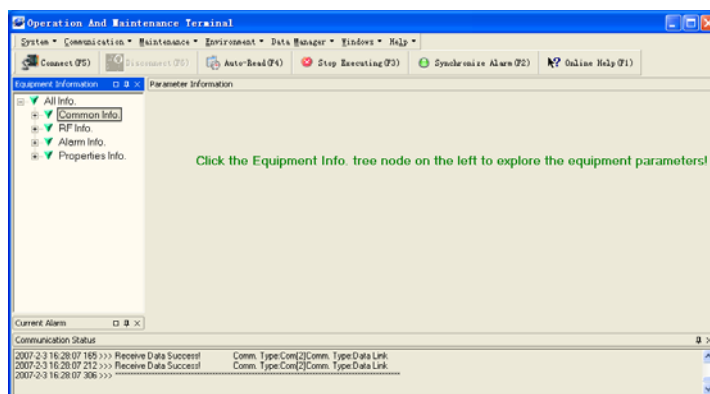 Operation And Maintenance Terminal
System Communication Maintenance Environment Data Manager Windows Help
Connect(F5) Disconnect(F6) Auto-Read(F4) Stop Executing(F3) Synchronize Alarm(F2) Online Help(F1)
Equipment Information Parameter Information
All Info.
Common Info.
RF Info.
Alarm Info.
Properties Info.
Click the Equipment Info. tree node on the left to explore the equipment parameters!
Current Alarm
Communication Status
2007-2-3 16:28:07 165 >>> Receive Data Success! Comm. Type:Com[2]Comm. Type:Data Link
2007-2-3 16:28:07 212 >>> Receive Data Success! Comm. Type:Com[2]Comm. Type:Data Link
2007-2-3 16:28:07 306 >>>